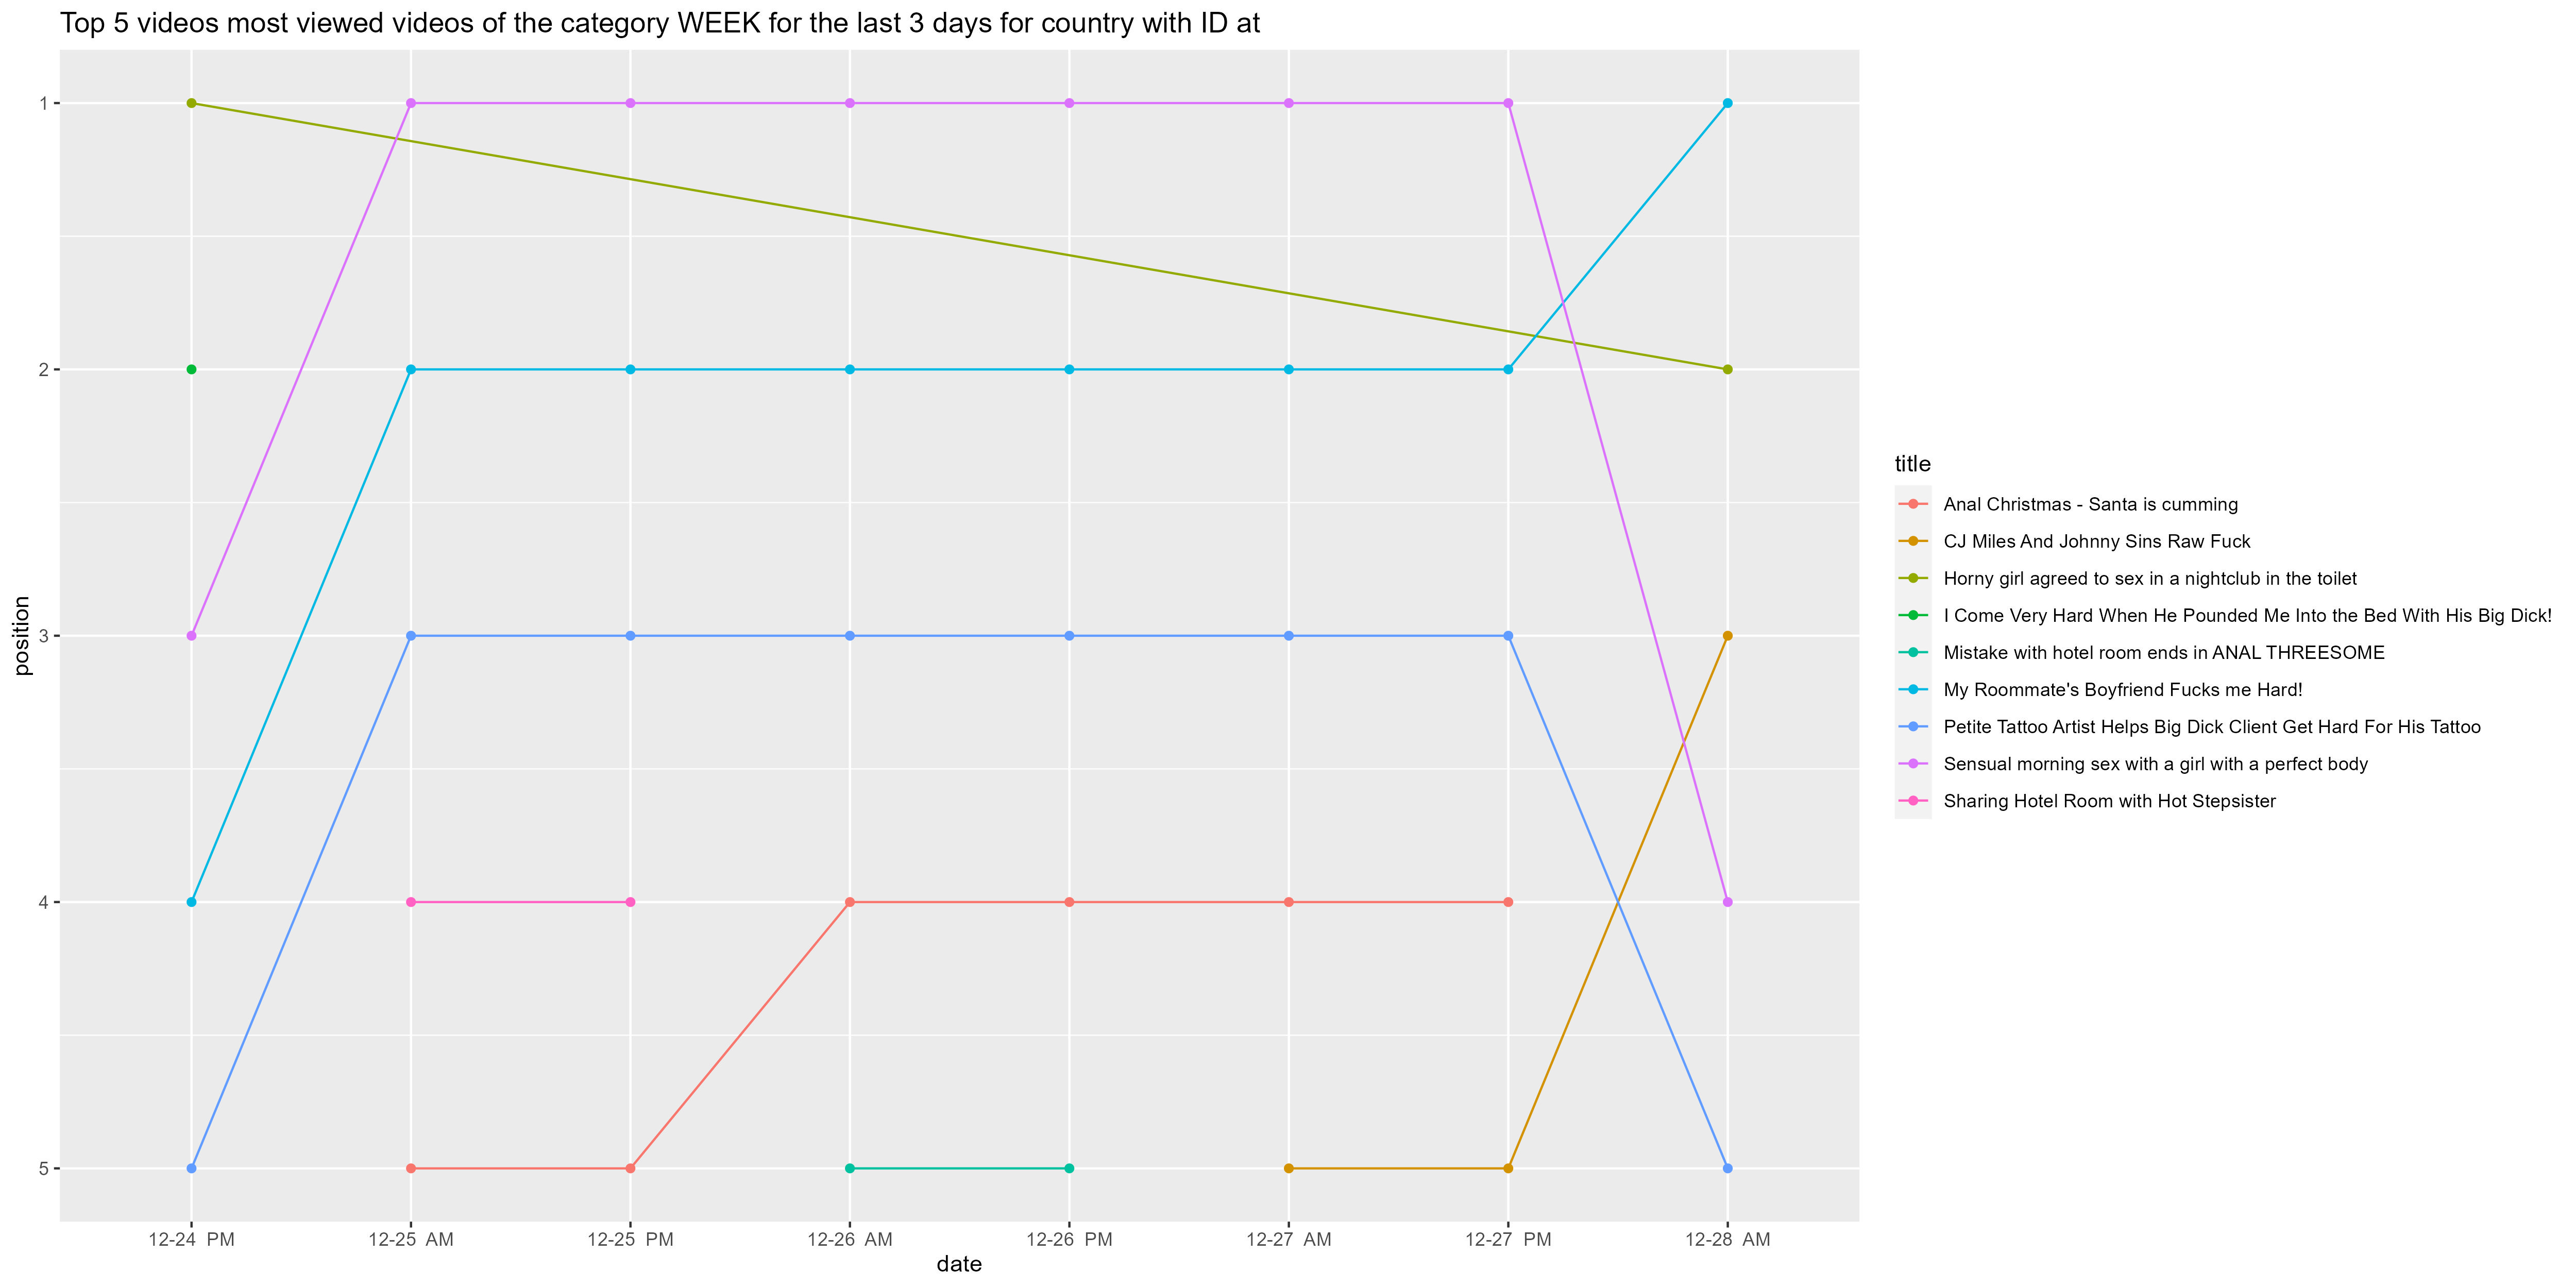 Top 5 videos most viewed videos of the category WEEK for the last 3 days for country with ID at
position
1
2
3
4
5
12-24 PM
12-25 AM
12-25 PM
12-26 AM
12-26 PM
12-27 AM
12-27 PM
12-28 AM
date
title
Anal Christmas - Santa is cumming
CJ Miles And Johnny Sins Raw Fuck
Horny girl agreed to sex in a nightclub in the toilet
I Come Very Hard When He Pounded Me Into the Bed With His Big Dick!
Mistake with hotel room ends in ANAL THREESOME
My Roommate's Boyfriend Fucks me Hard!
Petite Tattoo Artist Helps Big Dick Client Get Hard For His Tattoo
Sensual morning sex with a girl with a perfect body
Sharing Hotel Room with Hot Stepsister